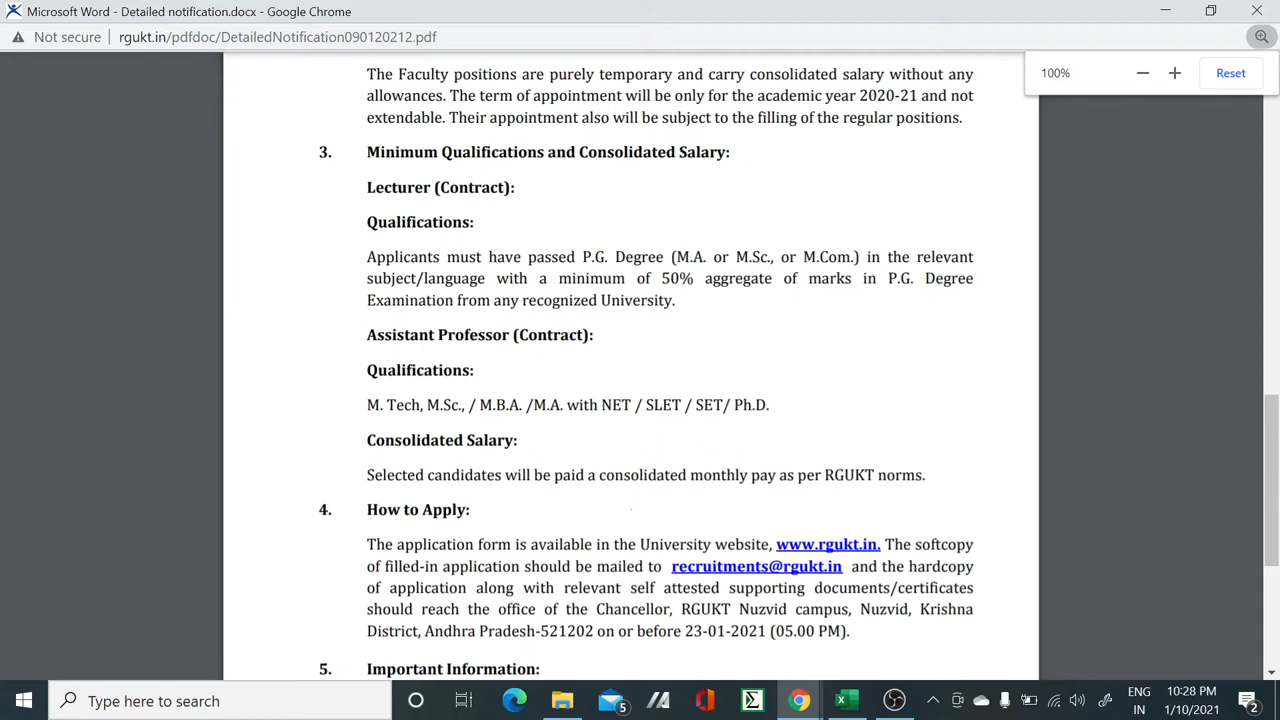 Microsoft Word - Detailed notification.docx - Google Chrome
Not secure rgukt.in/pdfdoc/DetailedNotification090120212.pdf
100% Reset
The Faculty positions are purely temporary and carry consolidated salary without any
allowances. The term of appointment will be only for the academic year 2020-21 and not
extendable. Their appointment also will be subject to the filling of the regular positions.
3. Minimum Qualifications and Consolidated Salary:
Lecturer (Contract):
Qualifications:
Applicants must have passed P.G. Degree (M.A. or M.Sc., or M.Com.) in the relevant
subject/language with a minimum of 50% aggregate of marks in P.G. Degree
Examination from any recognized University.
Assistant Professor (Contract):
Qualifications:
M. Tech, M.Sc., / M.B.A. /M.A. with NET / SLET / SET/ Ph.D.
Consolidated Salary:
Selected candidates will be paid a consolidated monthly pay as per RGUKT norms.
4. How to Apply:
The application form is available in the University website, www.rgukt.in. The softcopy
of filled-in application should be mailed to recruitments@rgukt.in and the hardcopy
of application along with relevant self attested supporting documents/certificates
should reach the office of the Chancellor, RGUKT Nuzvid campus, Nuzvid, Krishna
District, Andhra Pradesh-521202 on or before 23-01-2021 (05.00 PM).
5. Important Information:
Type here to search
5
ENG
IN
10:28 PM
1/10/2021
2